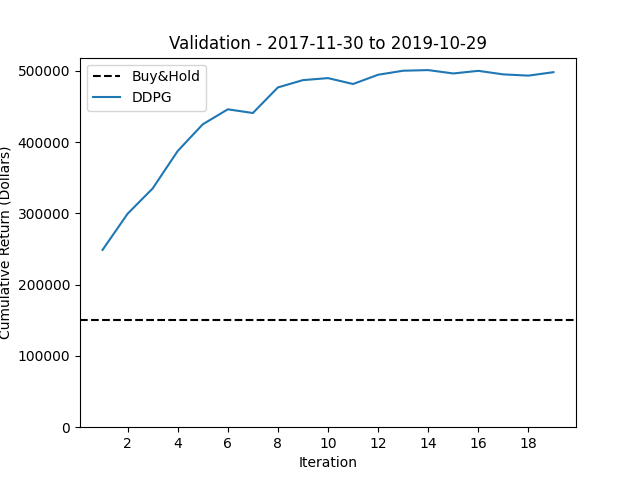 Validation - 2017-11-30 to 2019-10-29
Buy&Hold
DDPG
Cumulative Return (Dollars)
500000
400000
300000
200000
100000
0
2 4 6 8 10 12 14 16 18
Iteration